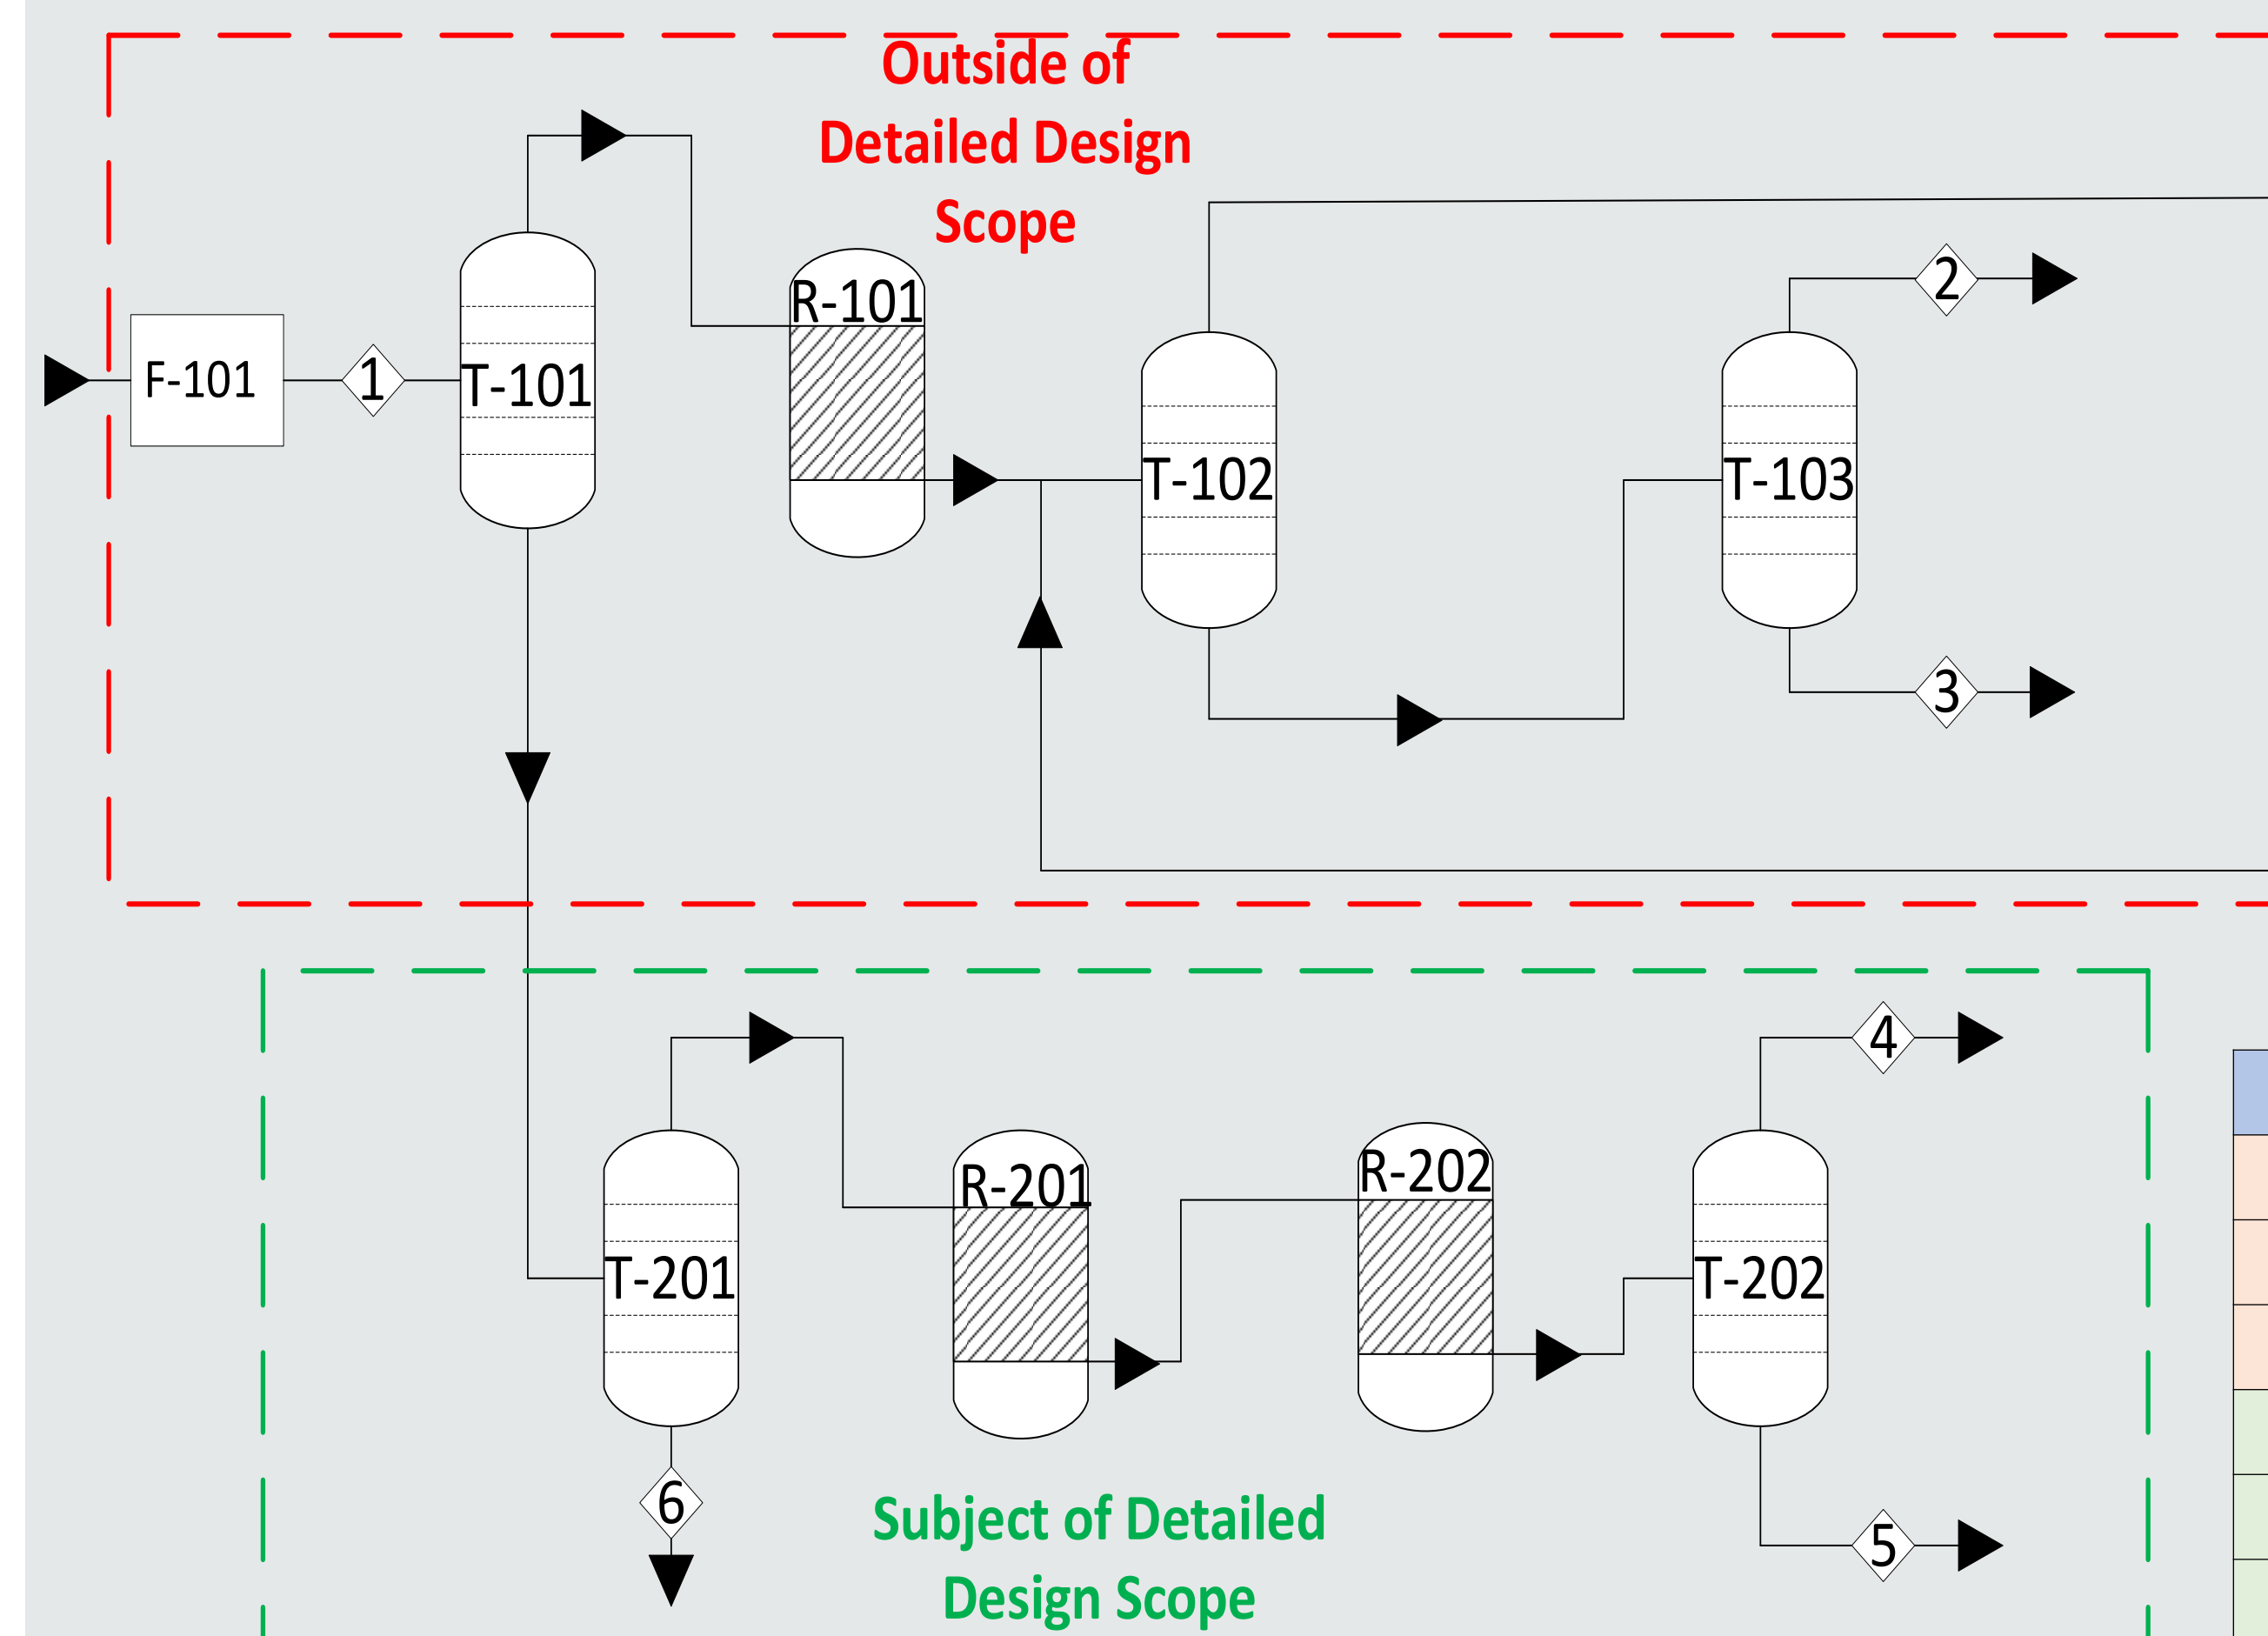 Outside of
Detailed Design
Scope
R-101
2
F-101
1
T-101
T-102
T-103
3
4
R-201
R-202
T-201
T-202
6
5
Subject of Detailed
Design Scope